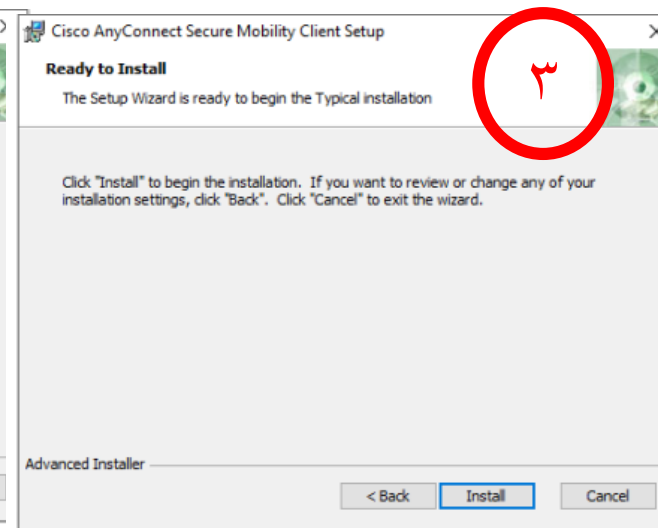 Cisco AnyConnect Secure Mobility Client Setup
Ready to Install
The Setup Wizard is ready to begin the Typical installation
۳
Click "Install" to begin the installation. If you want to review or change any of your
installation settings, click "Back". Click "Cancel" to exit the wizard.
Advanced Installer
< Back Install Cancel